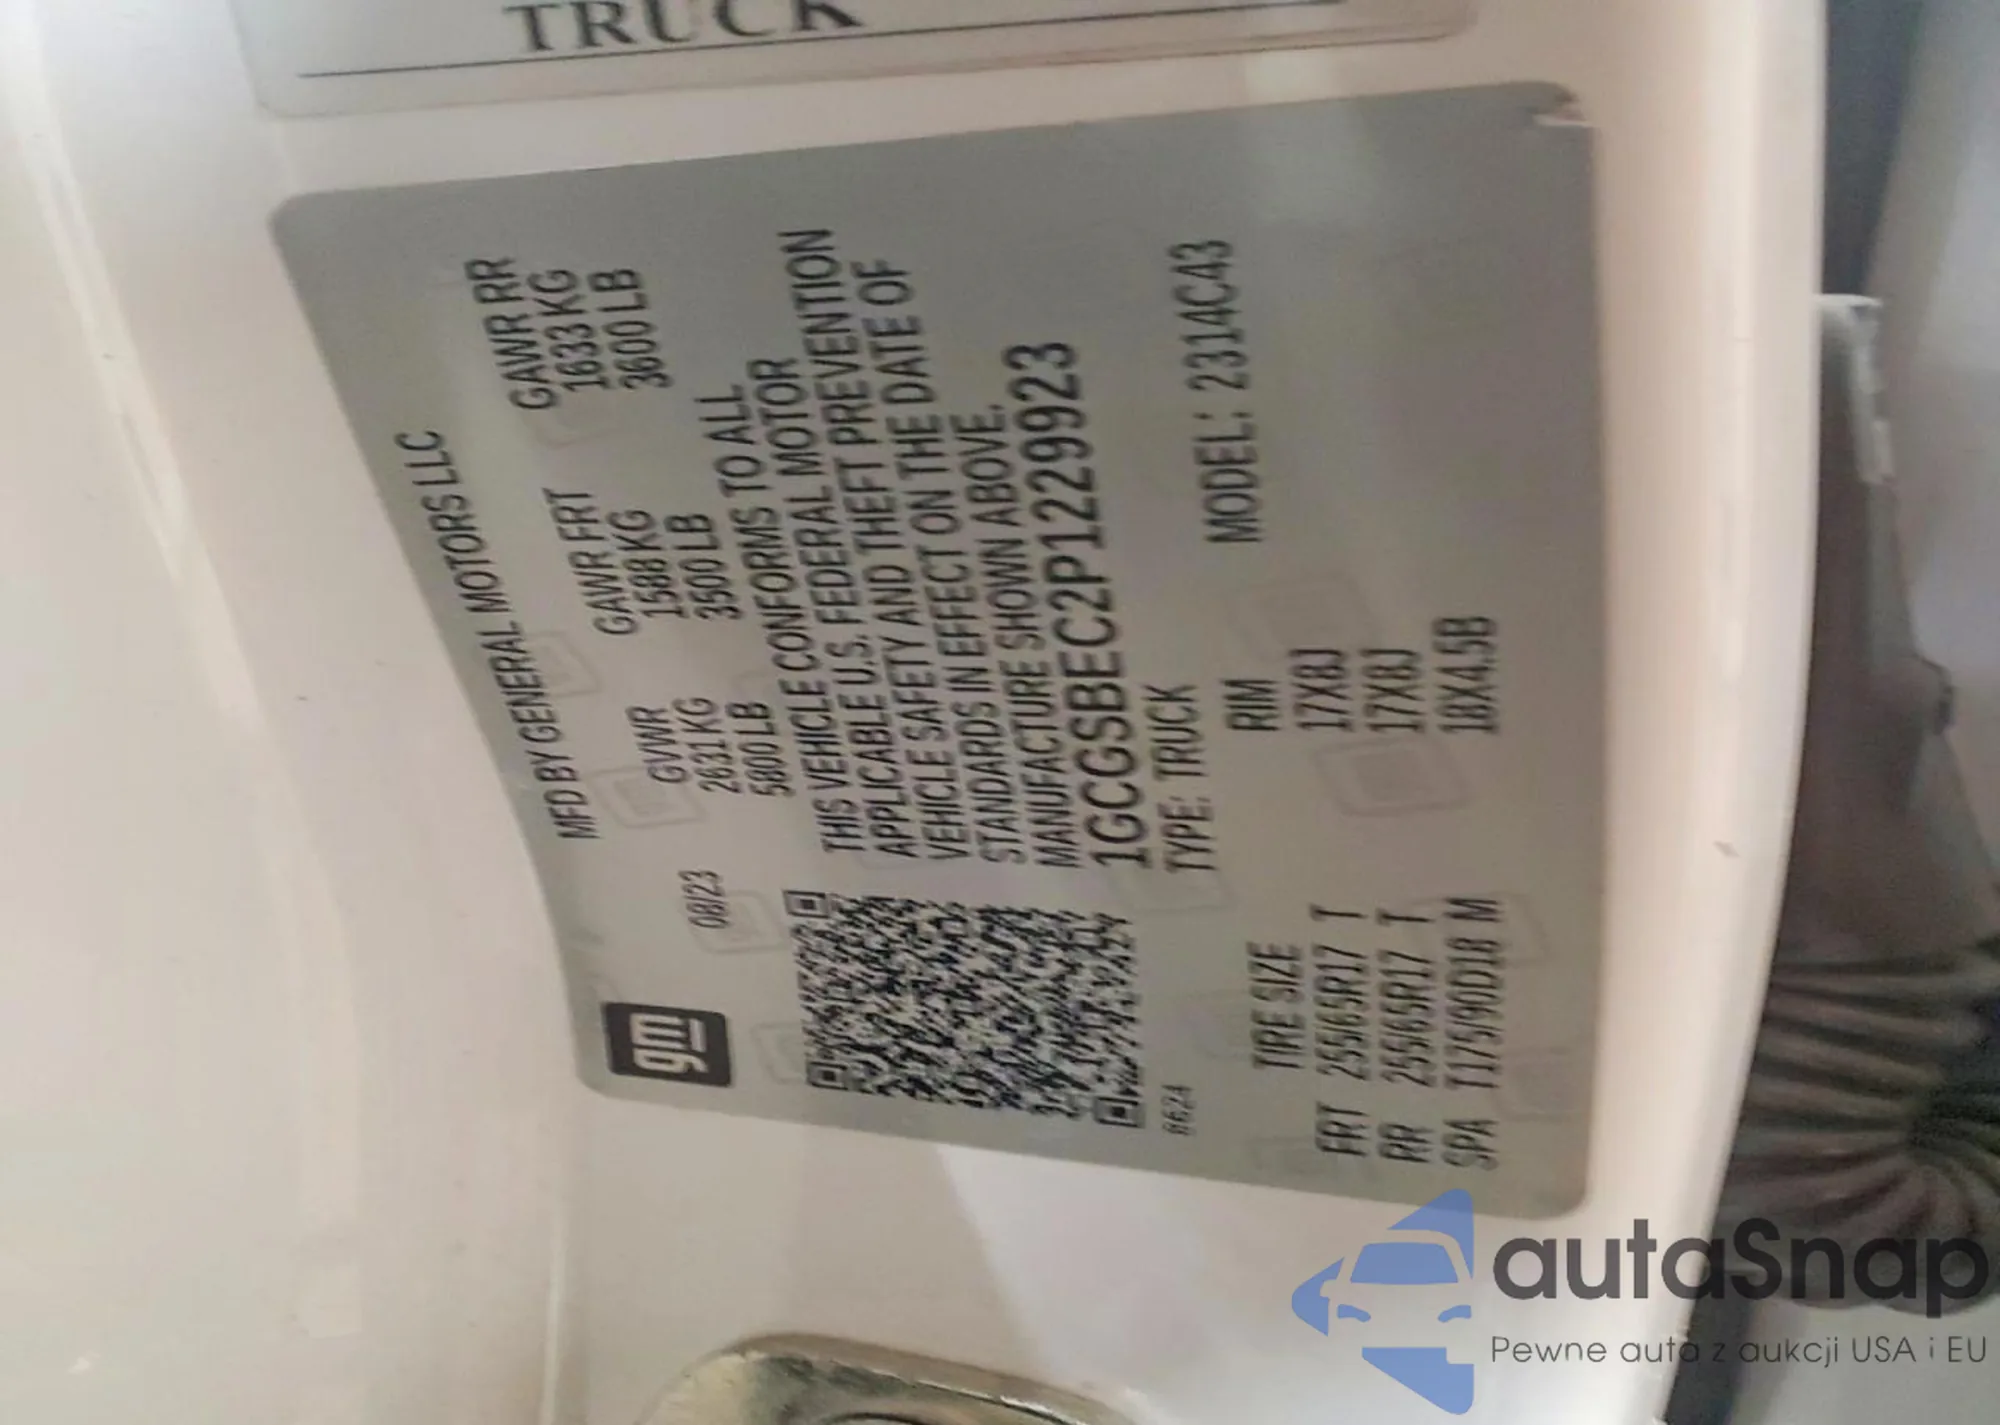 TRUCK
gm
MFD BY GENERAL MOTORS LLC
08/23
GVWR GAWR FRT GAWR RR
2631 KG 1588 KG 1633 KG
5800 LB 3500 LB 3600 LB
THIS VEHICLE CONFORMS TO ALL
APPLICABLE U.S. FEDERAL MOTOR
VEHICLE SAFETY AND THEFT PREVENTION
STANDARDS IN EFFECT ON THE DATE OF
MANUFACTURE SHOWN ABOVE.
1GCGSBEC2P1229923
8624
TYPE: TRUCK MODEL: 2314C43
TIRE SIZE RIM
FRT 255/65R17 T 17X8J
RR 255/65R17 T 17X8J
SPA T175/90D18 M 18X4.5B
autaSnap
Pewne auta z aukcji USA i EU